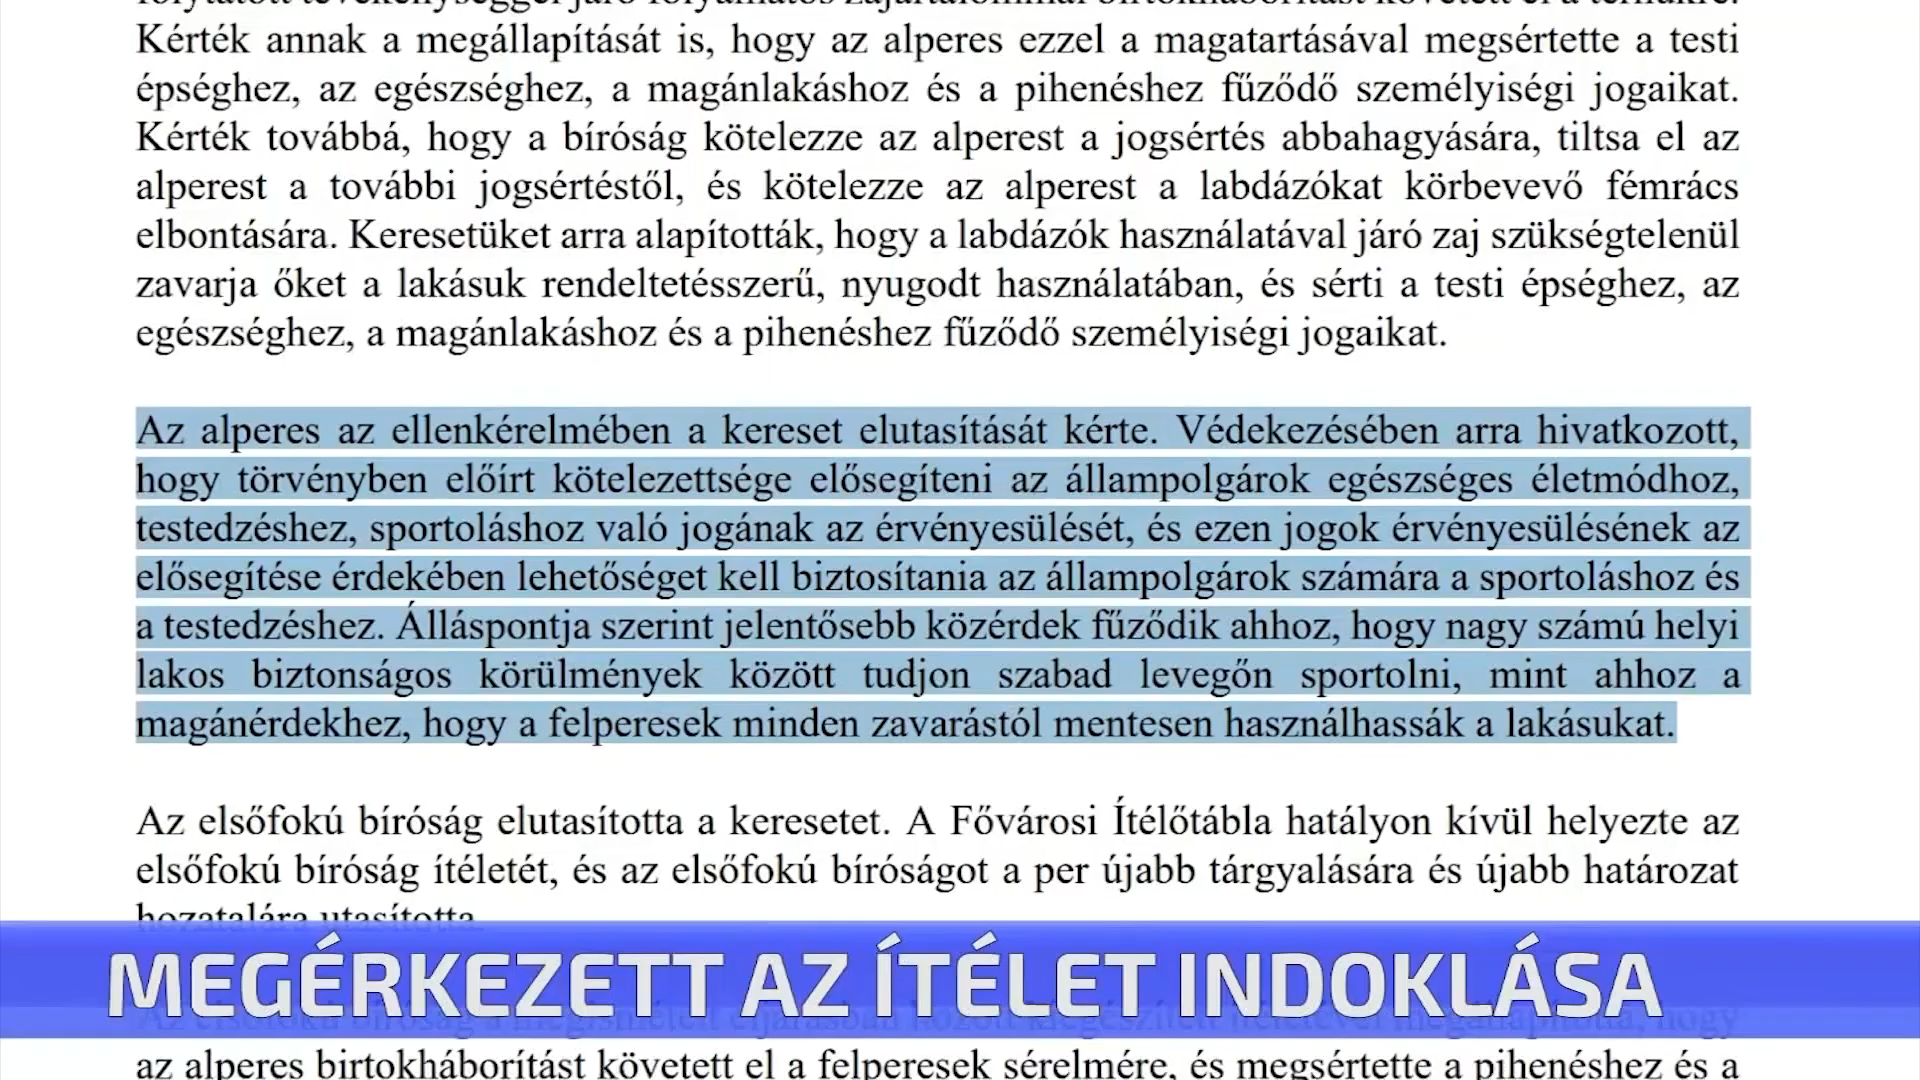 Kérték annak a megállapítását is, hogy az alperes ezzel a magatartásával megsértette a testi
épséghez, az egészséghez, a magánlakáshoz és a pihenéshez fűződő személyiségi jogaikat.
Kérték továbbá, hogy a bíróság kötelezze az alperest a jogsértés abbahagyására, tiltsa el az
alperest a további jogsértéstől, és kötelezze az alperest a labdázókat körbevevő fémrács
elbontására. Keresetüket arra alapították, hogy a labdázók használatával járó zaj szükségtelenül
zavarja őket a lakásuk rendeltetésszerű, nyugodt használatában, és sérti a testi épséghez, az
egészséghez, a magánlakáshoz és a pihenéshez fűződő személyiségi jogaikat.
Az alperes az ellenkérelmében a kereset elutasítását kérte. Védekezésében arra hivatkozott,
hogy törvényben előírt kötelezettsége elősegíteni az állampolgárok egészséges életmódhoz,
testedzéshez, sportoláshoz való jogának az érvényesülését, és ezen jogok érvényesülésének az
elősegítése érdekében lehetőséget kell biztosítania az állampolgárok számára a sportoláshoz és
a testedzéshez. Álláspontja szerint jelentősebb közérdek fűződik ahhoz, hogy nagy számú helyi
lakos biztonságos körülmények között tudjon szabad levegőn sportolni, mint ahhoz a
magánérdekhez, hogy a felperesek minden zavarástól mentesen használhassák a lakásukat.
Az elsőfokú bíróság elutasította a keresetet. A Fővárosi Ítélőtábla hatályon kívül helyezte az
elsőfokú bíróság ítéletét, és az elsőfokú bíróságot a per újabb tárgyalására és újabb határozat
hozatalára utasította.
MEGÉRKEZETT AZ ÍTÉLET INDOKLÁSA
az alperes birtokháborítást követett el a felperesek sérelmére, és megsértette a pihenéshez és a